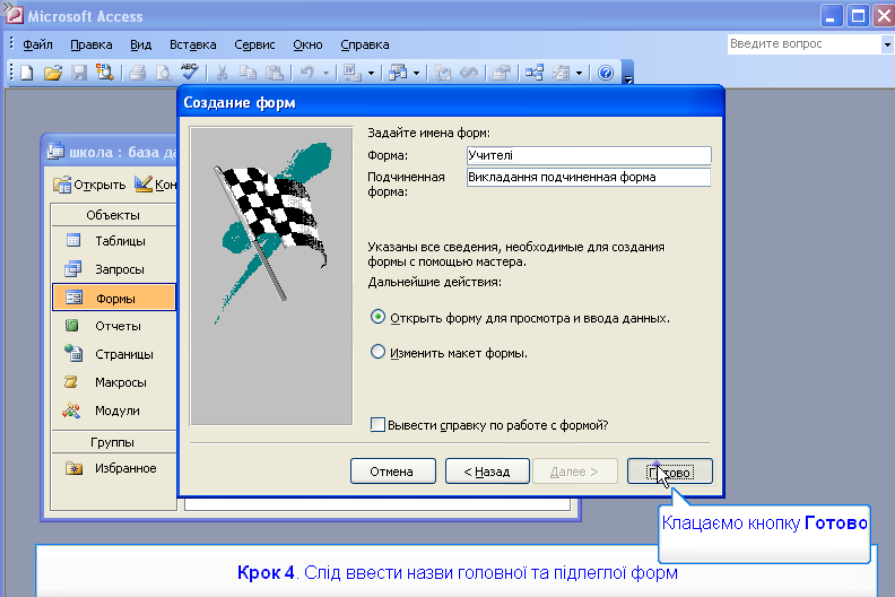 Microsoft Access
Файл Правка Вид Вставка Сервис Окно Справка
Введите вопрос
Создание форм
школа : база да
Открыть Кон
Объекты
Таблицы
Запросы
Формы
Отчеты
Страницы
Макросы
Модули
Группы
Избранное
Задайте имена форм:
Форма: Учителі
Подчиненная Викладання подчиненная форма
форма:
Указаны все сведения, необходимые для создания
формы с помощью мастера.
Дальнейшие действия:
Открыть форму для просмотра и ввода данных.
Изменить макет формы.
Вывести справку по работе с формой?
Отмена < Назад Далее > Готово
Клацаємо кнопку Готово
Крок 4. Слід ввести назви головної та підлеглої форм